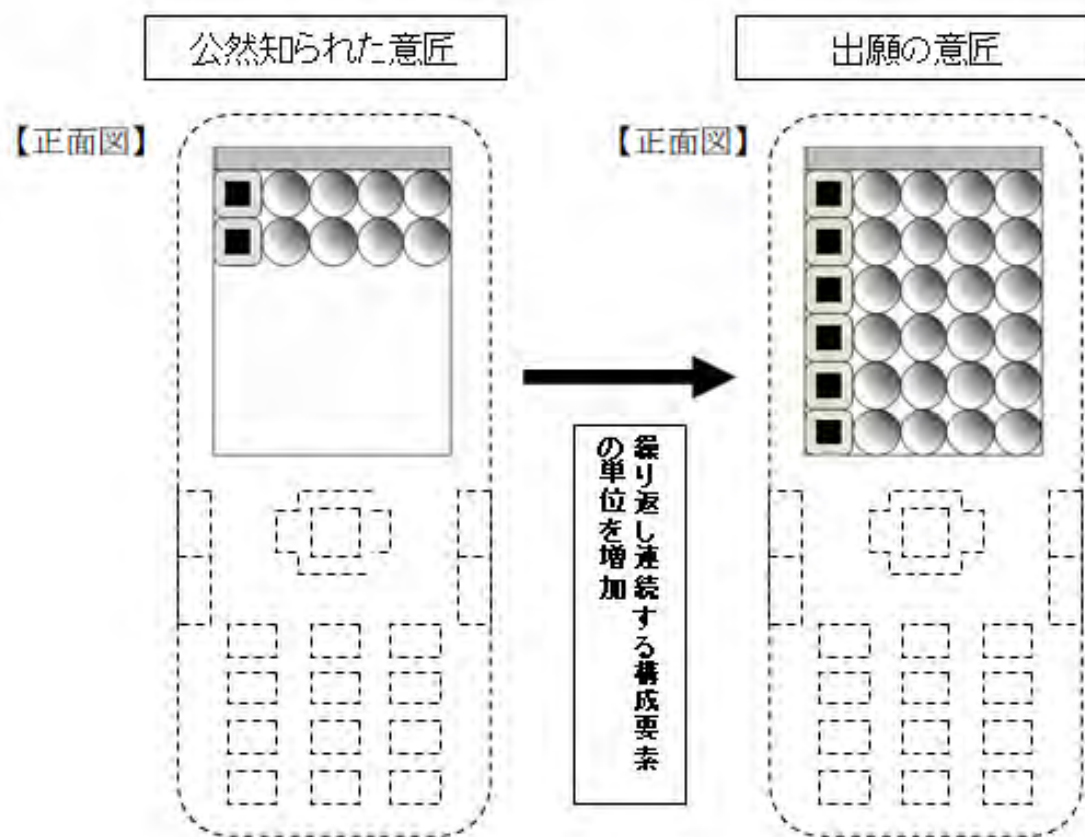 公然知られた意匠
出願の意匠
【正面図】
【正面図】
繰り返し連続する構成要素
の単位を増加